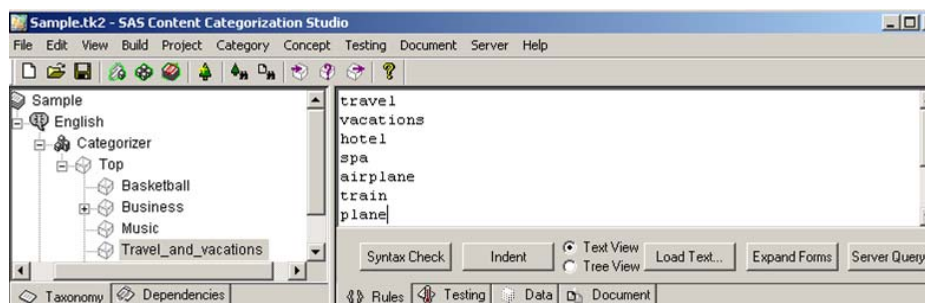 Sample.tk2 - SAS Content Categorization Studio
File Edit View Build Project Category Concept Testing Document Server Help
Sample
English
Categorizer
Top
Basketball
Business
Music
Travel_and_vacations
Taxonomy Dependencies
travel
vacations
hotel
spa
airplane
train
plane
Syntax Check Indent Text View Tree View Load Text... Expand Forms Server Query
Rules Testing Data Document